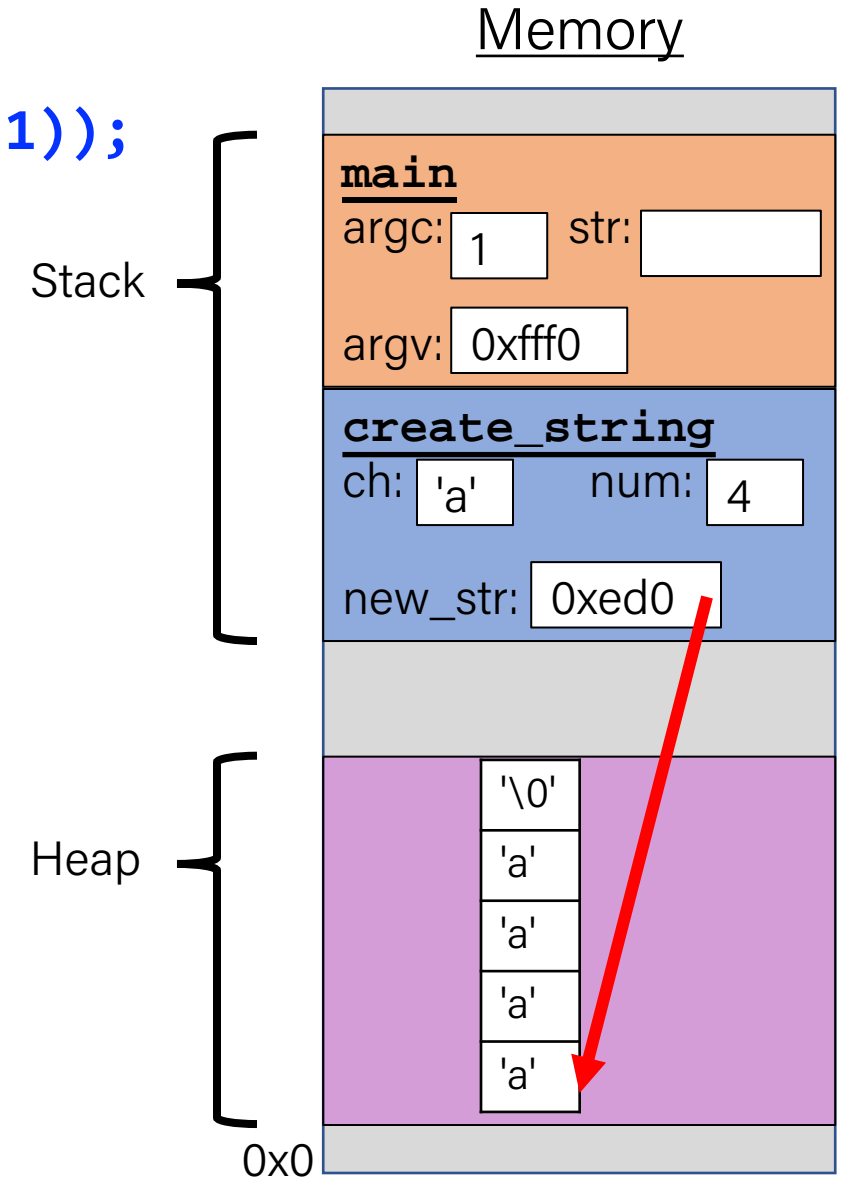 Memory
1));
main
argc: 1 str:
Stack
argv: 0xfff0
create_string
ch: 'a' num: 4
new_str: 0xed0
'\0'
Heap
'a'
'a'
'a'
'a'
0x0